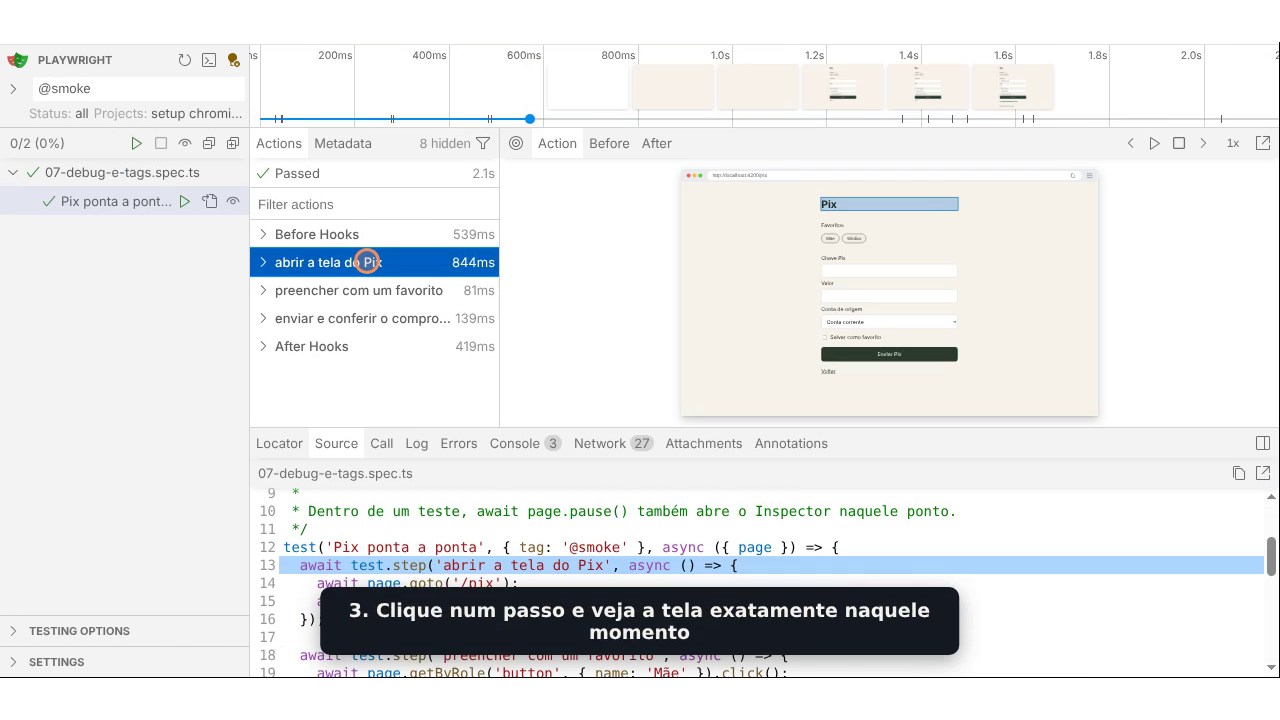 PLAYWRIGHT
@smoke
Status: all Projects: setup chromi...
0/2 (0%)
07-debug-e-tags.spec.ts
Pix ponta a pont...
TESTING OPTIONS
SETTINGS
200ms 400ms 600ms 800ms 1.0s 1.2s 1.4s 1.6s 1.8s 2.0s
Actions Metadata 8 hidden
Passed 2.1s
Filter actions
Before Hooks 539ms
abrir a tela do Pix 844ms
preencher com um favorito 81ms
enviar e conferir o compro... 139ms
After Hooks 419ms
Action Before After 1x
http://localhost:4200/pix
Pix
Favoritos
Mãe
Chave Pix
Valor
Conta de origem
Conta corrente
Salvar como favorito
Enviar Pix
Voltar
Locator Source Call Log Errors Console 3 Network 27 Attachments Annotations
07-debug-e-tags.spec.ts
9 *
10 * Dentro de um teste, await page.pause() também abre o Inspector naquele ponto.
11 */
12 test('Pix ponta a ponta', { tag: '@smoke' }, async ({ page }) => {
13 await test.step('abrir a tela do Pix', async () => {
14 await page.goto('/pix');
15
16 })
17
18 await test.step('preencher com um favorito', async () => {
19 await page.getByRole('button', { name: 'Mãe' }).click();
3. Clique num passo e veja a tela exatamente naquele
momento